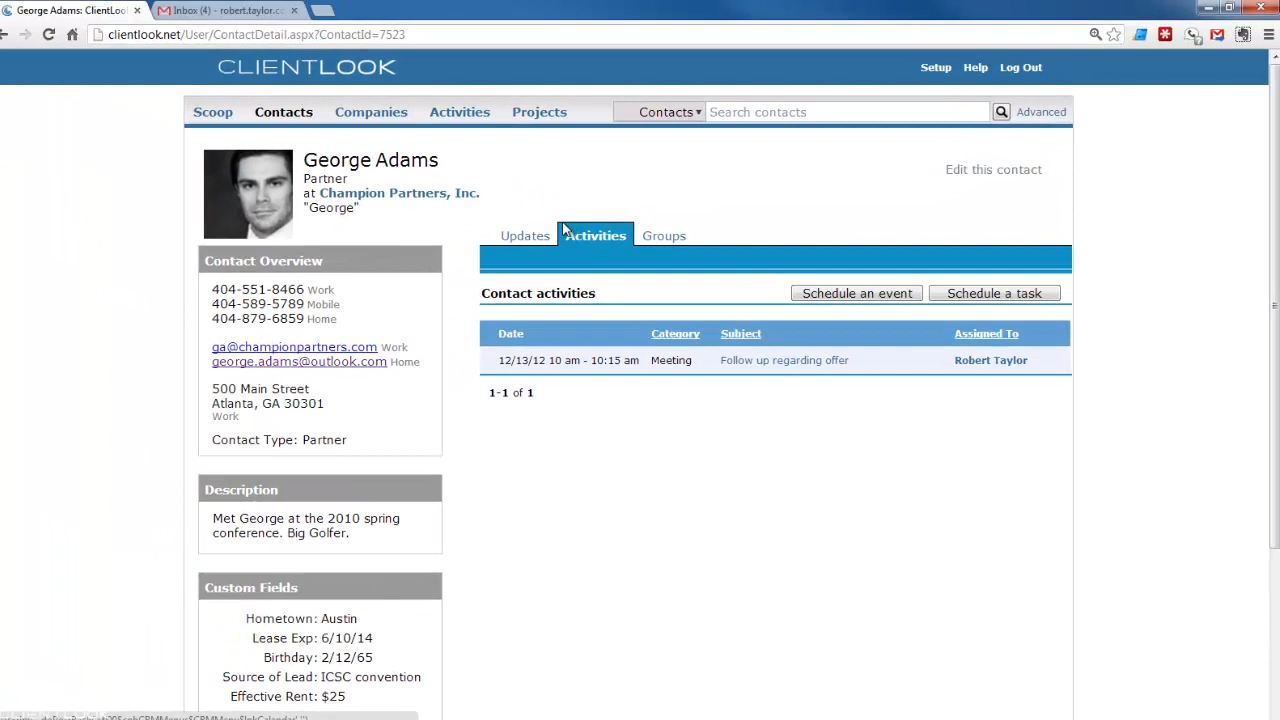 George Adams: ClientLool
Inbox (4) - robert.taylor.c
clientlook.net/User/ContactDetail.aspx?ContactId=7523
CLIENTLOOK
Setup Help Log Out
Scoop Contacts Companies Activities Projects Contacts Search contacts Advanced
George Adams
Partner
at Champion Partners, Inc.
"George"
Edit this contact
Updates Activities Groups
Contact Overview
404-551-8466 Work
404-589-5789 Mobile
404-879-6859 Home
ga@championpartners.com Work
george.adams@outlook.com Home
500 Main Street
Atlanta, GA 30301
Work
Contact Type: Partner
Description
Met George at the 2010 spring
conference. Big Golfer.
Custom Fields
Hometown: Austin
Lease Exp: 6/10/14
Birthday: 2/12/65
Source of Lead: ICSC convention
Effective Rent: $25
Contact activities
Schedule an event Schedule a task
Date Category Subject Assigned To
12/13/12 10 am - 10:15 am Meeting Follow up regarding offer Robert Taylor
1-1 of 1